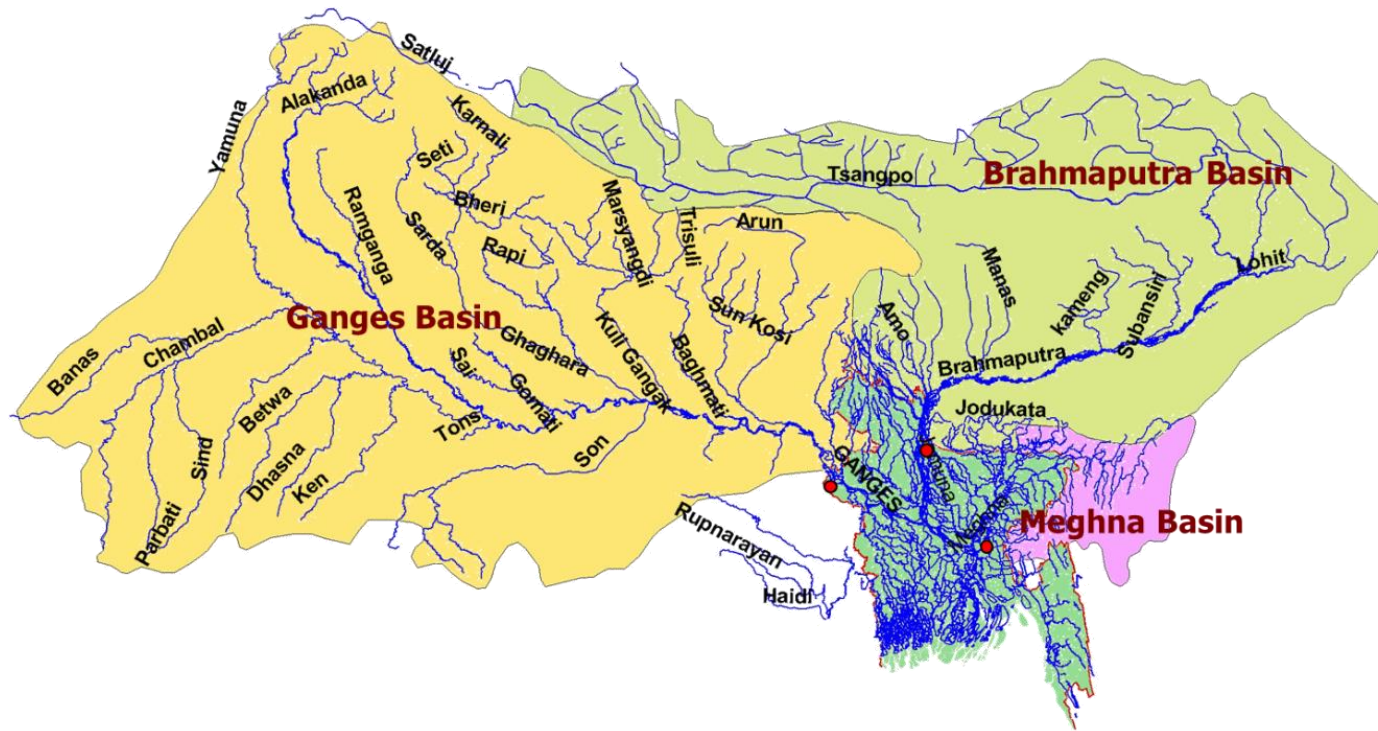 Satluj
Yamuna
Alakanda
Karnali
Seti
Bheri
Marsyangdi
Trisuli
Arun
Tsangpo
Brahmaputra Basin
Ramganga
Sarda
Rapi
Manas
kameng
Subansini
Lohit
Sun Kosi
Amo
Ganges Basin
Ghaghara
Kuli Gangak
Baghmati
Brahmaputra
Banas
Chambal
Sai
Gomati
Jodukata
Betwa
Tons
Son
GANGES
Sind
Dhasna
Ken
Parbati
Rupnarayan
Meghna Basin
Haidi